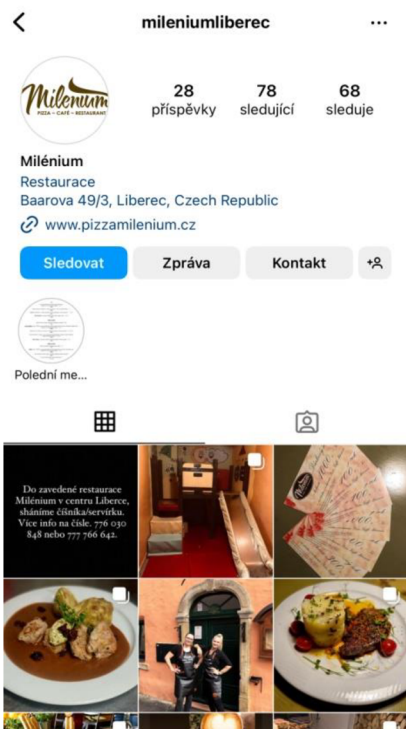 mileniumliberec
Milenium
PIZZA – CAFÉ – RESTAURANT
28
příspěvky
78
sledující
68
sleduje
Milénium
Restaurace
Baarova 49/3, Liberec, Czech Republic
www.pizzamilenium.cz
Sledovat
Zpráva
Kontakt
Polední me...
Do zavedené restaurace
Milénium v centru Liberce,
sháníme číšníka/servírku.
Více info na čísle. 776 030
848 nebo 777 766 642.